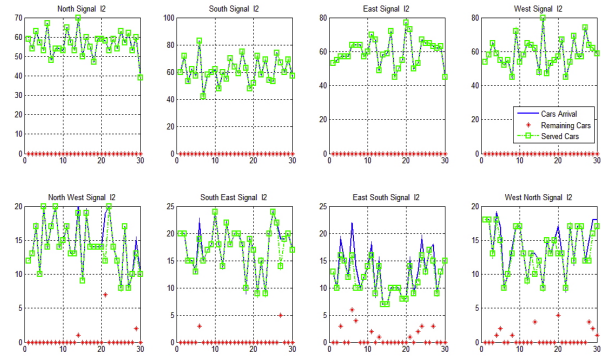 North Signal I2
South Signal I2
East Signal I2
West Signal I2
70
60
50
40
30
20
10
0
0 10 20 30
100
80
60
40
20
0
0 10 20 30
80
60
40
20
0
0 10 20 30
80
60
40
20
0
0 10 20 30
Cars Arrival
Remaining Cars
Served Cars
North West Signal I2
South East Signal I2
East South Signal I2
West North Signal I2
20
15
10
5
0
0 10 20 30
25
20
15
10
5
0
0 10 20 30
25
20
15
10
5
0
0 10 20 30
20
15
10
5
0
0 10 20 30